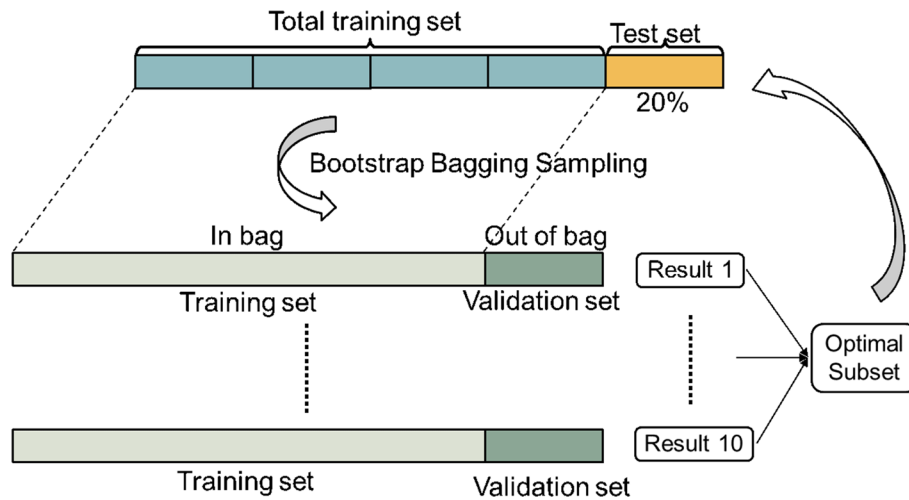 Total training set
Test set
20%
Bootstrap Bagging Sampling
In bag
Out of bag
Training set
Validation set
Result 1
Optimal
Subset
Result 10
Training set
Validation set